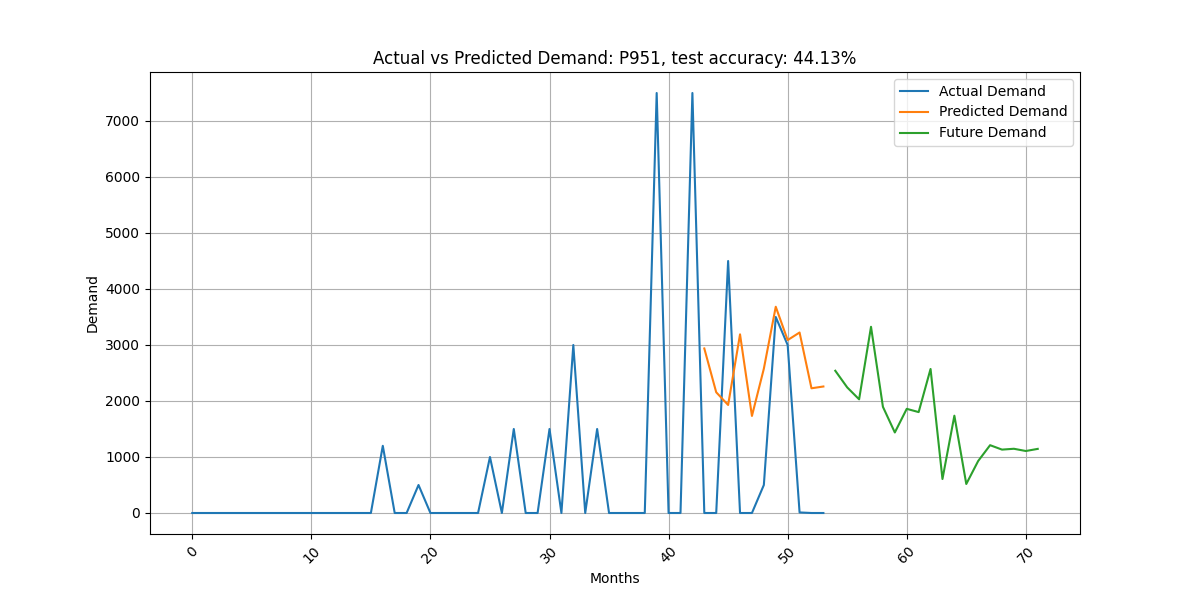 Actual vs Predicted Demand: P951, test accuracy: 44.13%
Actual Demand
Predicted Demand
Future Demand
7000
6000
5000
4000
3000
2000
1000
0
Demand
0 10 20 30 40 50 60 70
Months